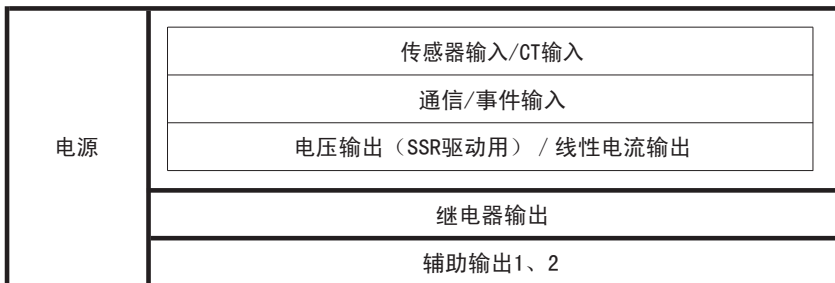 传感器输入/CT输入
通信/事件输入
电源
电压输出（SSR驱动用）/线性电流输出
继电器输出
辅助输出1、2